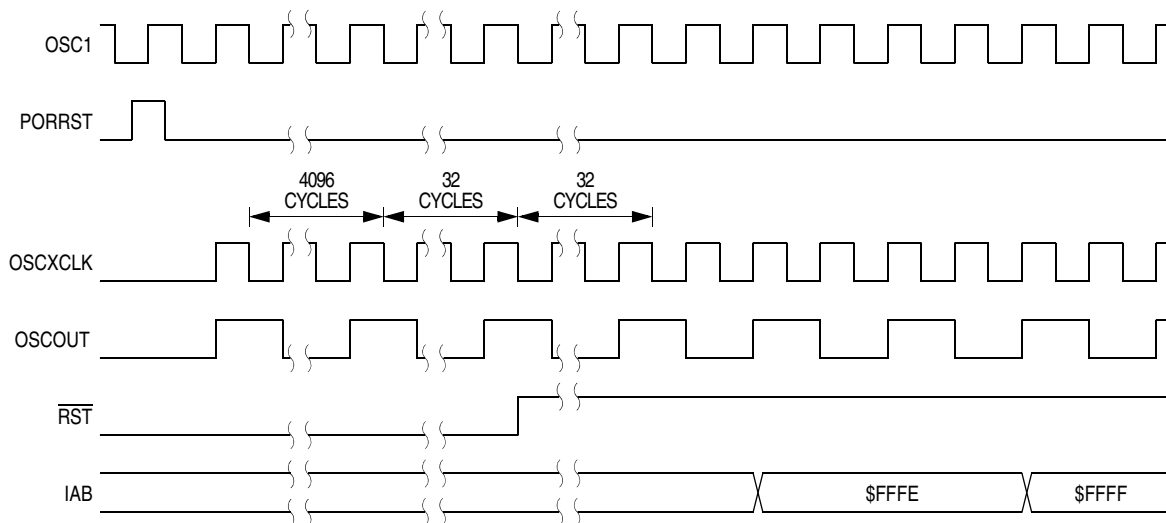 OSC1
PORRST
4096
CYCLES
32
CYCLES
32
CYCLES
OSCXCLK
OSCOUT
RST
IAB
$FFFE
$FFFF